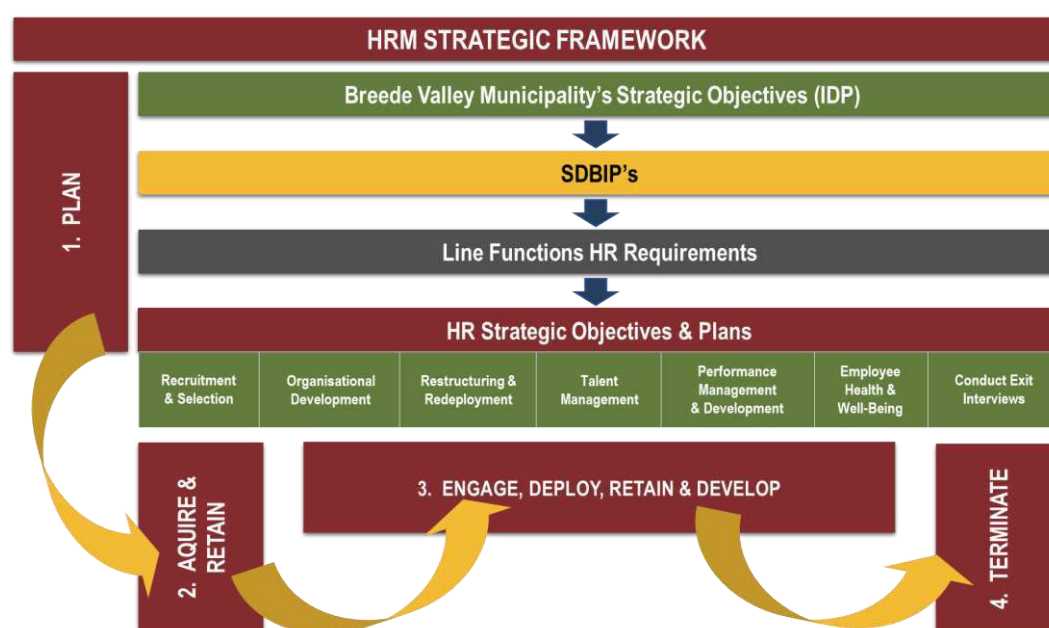 HRM STRATEGIC FRAMEWORK
1. PLAN
Breede Valley Municipality's Strategic Objectives (IDP)
SDBIP's
Line Functions HR Requirements
HR Strategic Objectives & Plans
Recruitment
& Selection
Organisational
Development
Restructuring &
Redeployment
Talent
Management
Performance
Management
& Development
Employee
Health &
Well-Being
Conduct Exit
Interviews
2. AQUIRE &
RETAIN
3. ENGAGE, DEPLOY, RETAIN & DEVELOP
4. TERMINATE